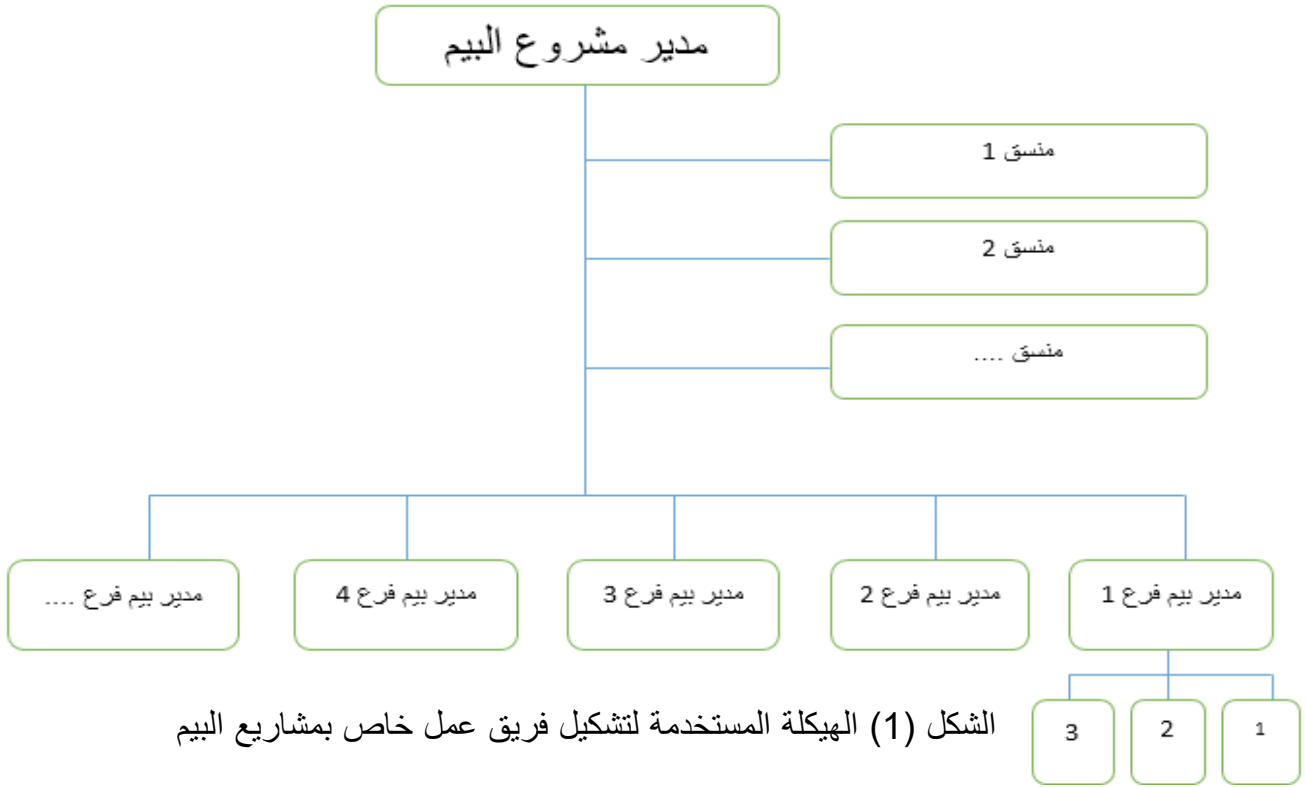 مدير مشروع البيم
منسق 1
منسق 2
منسق ....
مدير بيم فرع 1
مدير بيم فرع 2
مدير بيم فرع 3
مدير بيم فرع 4
مدير بيم فرع ....
1
2
3
الشكل (1) الهيكلة المستخدمة لتشكيل فريق عمل خاص بمشاريع البيم